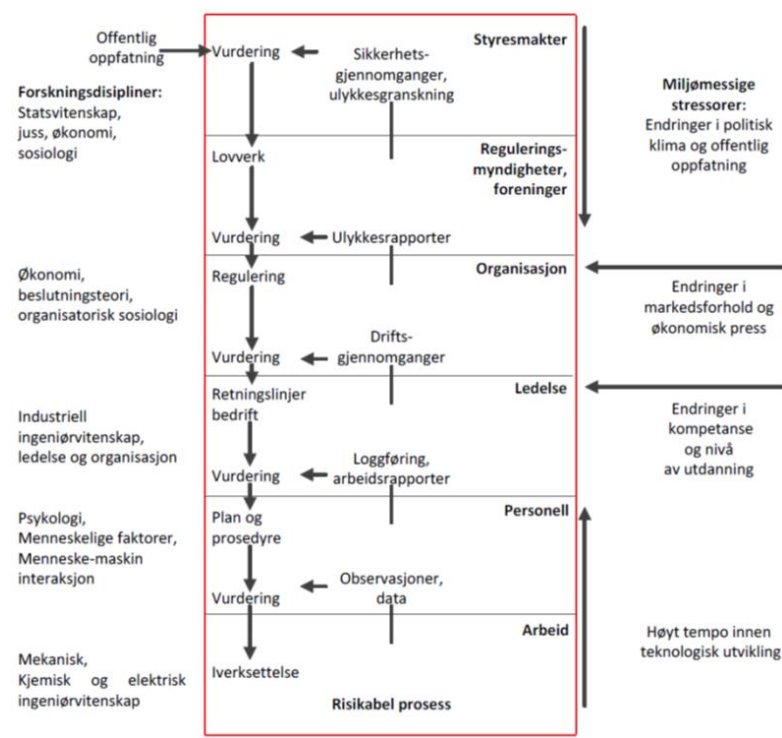 Offentlig
oppfatning
Forskningsdisipliner:
Statsvitenskap,
juss, økonomi,
sosiologi
Økonomi,
beslutningsteori,
organisatorisk sosiologi
Industriell
ingeniørvitenskap,
ledelse og organisasjon
Psykologi,
Menneskelige faktorer,
Menneske-maskin
interaksjon
Mekanisk,
Kjemisk og elektrisk
ingeniørvitenskap
Styresmakter
Vurdering
Sikkerhets-
gjennomganger,
ulykkesgranskning
Regulerings-
myndigheter,
foreninger
Lovverk
Vurdering
Ulykkesrapporter
Organisasjon
Regulering
Drifts-
gjennomganger
Vurdering
Ledelse
Retningslinjer
bedrift
Loggføring,
arbeidsrapporter
Vurdering
Personell
Plan og
prosedyre
Observasjoner,
data
Vurdering
Arbeid
Iverksettelse
Risikabel prosess
Miljømessige
stressorer:
Endringer i politisk
klima og offentlig
oppfatning
Endringer i
markedsforhold og
økonomisk press
Endringer i
kompetanse
og nivå
av utdanning
Høyt tempo innen
teknologisk utvikling